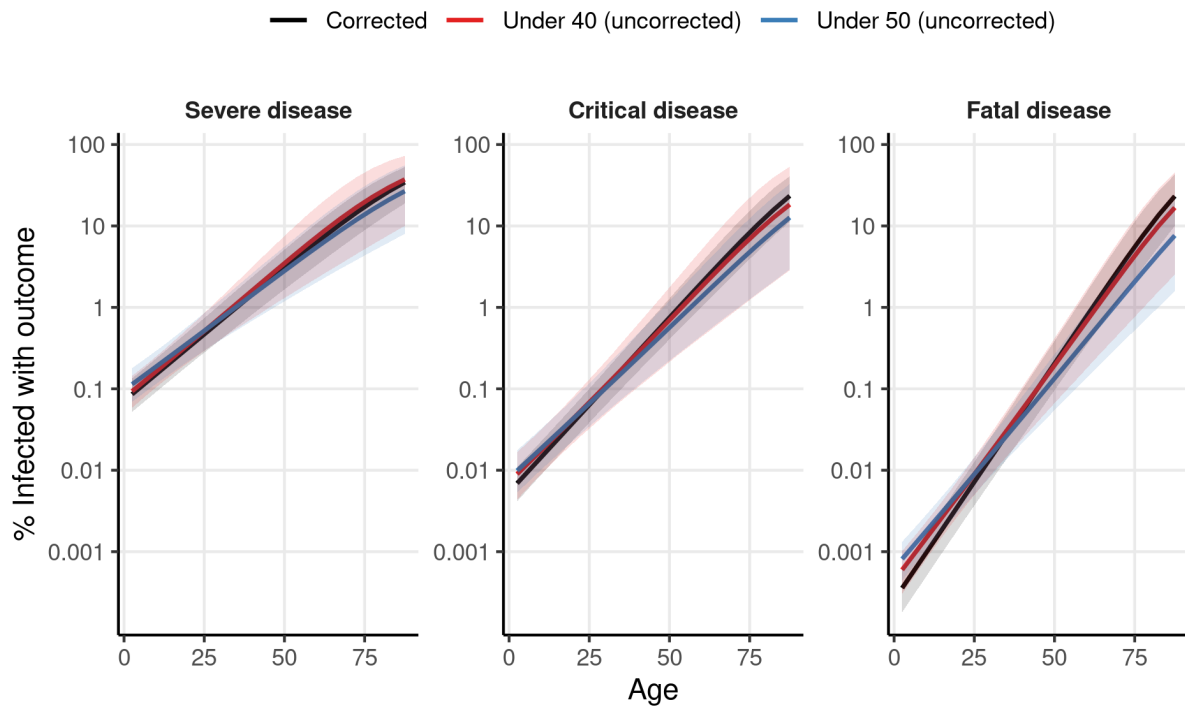 Corrected Under 40 (uncorrected) Under 50 (uncorrected)
Severe disease Critical disease Fatal disease
% Infected with outcome
100
10
1
0.1
0.01
0.001
0 25 50 75
100
10
1
0.1
0.01
0.001
0 25 50 75
100
10
1
0.1
0.01
0.001
0 25 50 75
Age